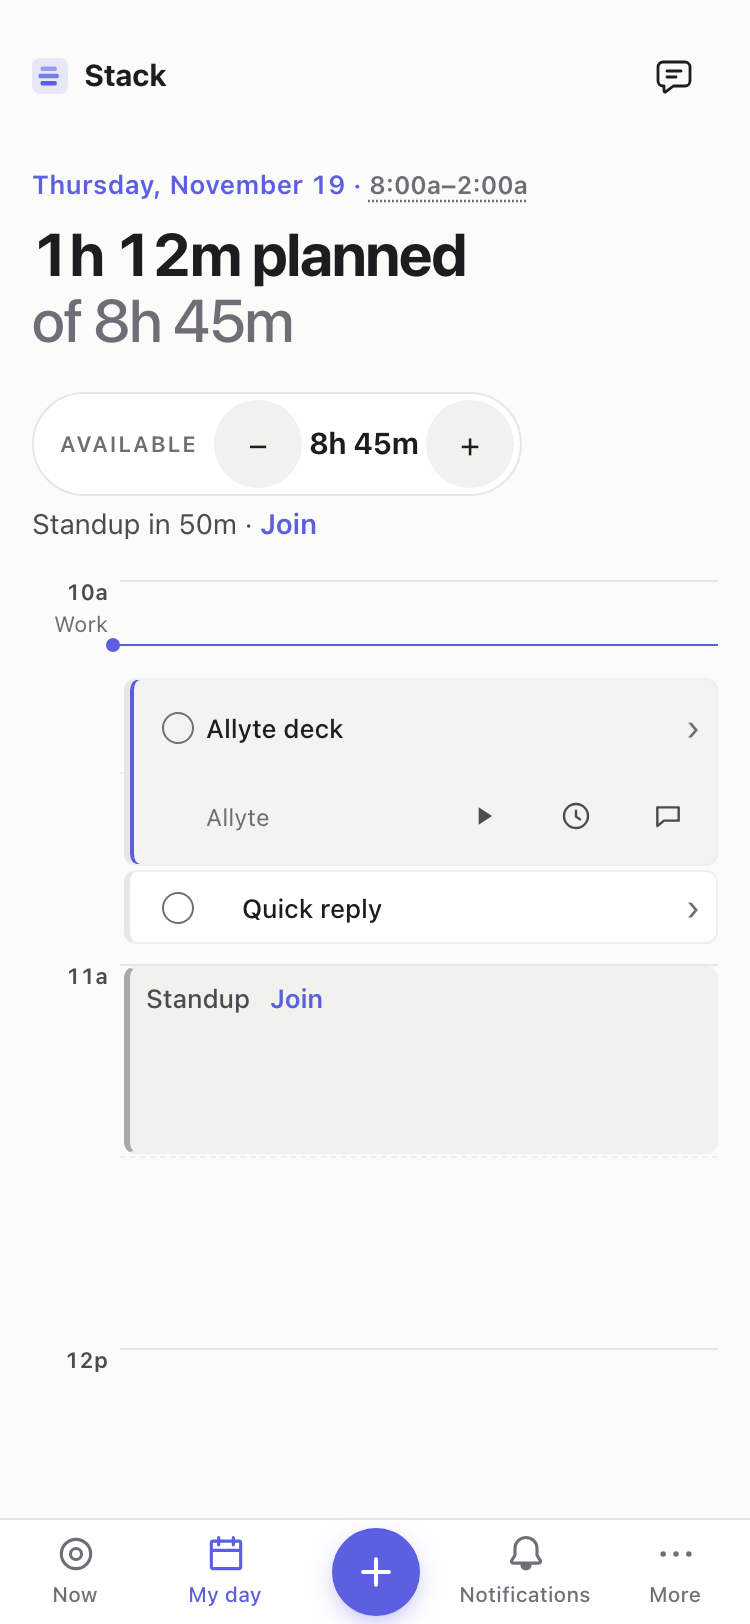 Stack
Thursday, November 19 · 8:00a–2:00a
1h 12m planned
of 8h 45m
AVAILABLE − 8h 45m +
Standup in 50m · Join
10a
Work
Allyte deck ›
Allyte
Quick reply ›
11a
Standup Join
12p
Now My day + Notifications More